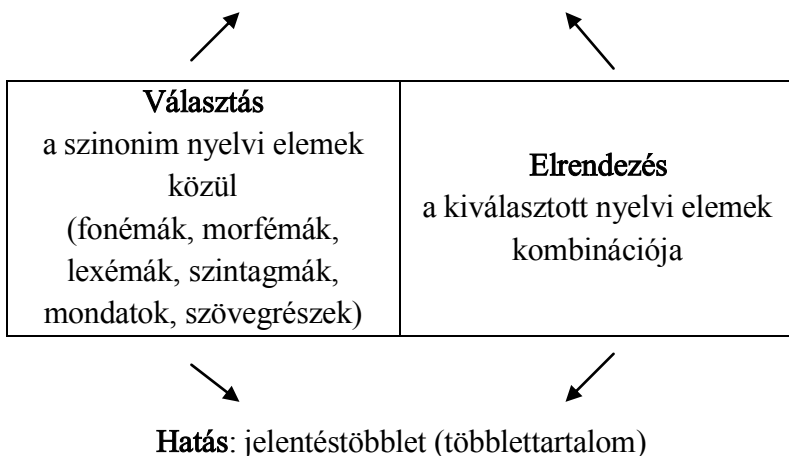 Választás
a szinonim nyelvi elemek
közül
(fonémák, morfémák,
lexémák, szintagmák,
mondatok, szövegrészek)
Elrendezés
a kiválasztott nyelvi elemek
kombinációja
Hatás: jelentéstöbblet (többlettartalom)